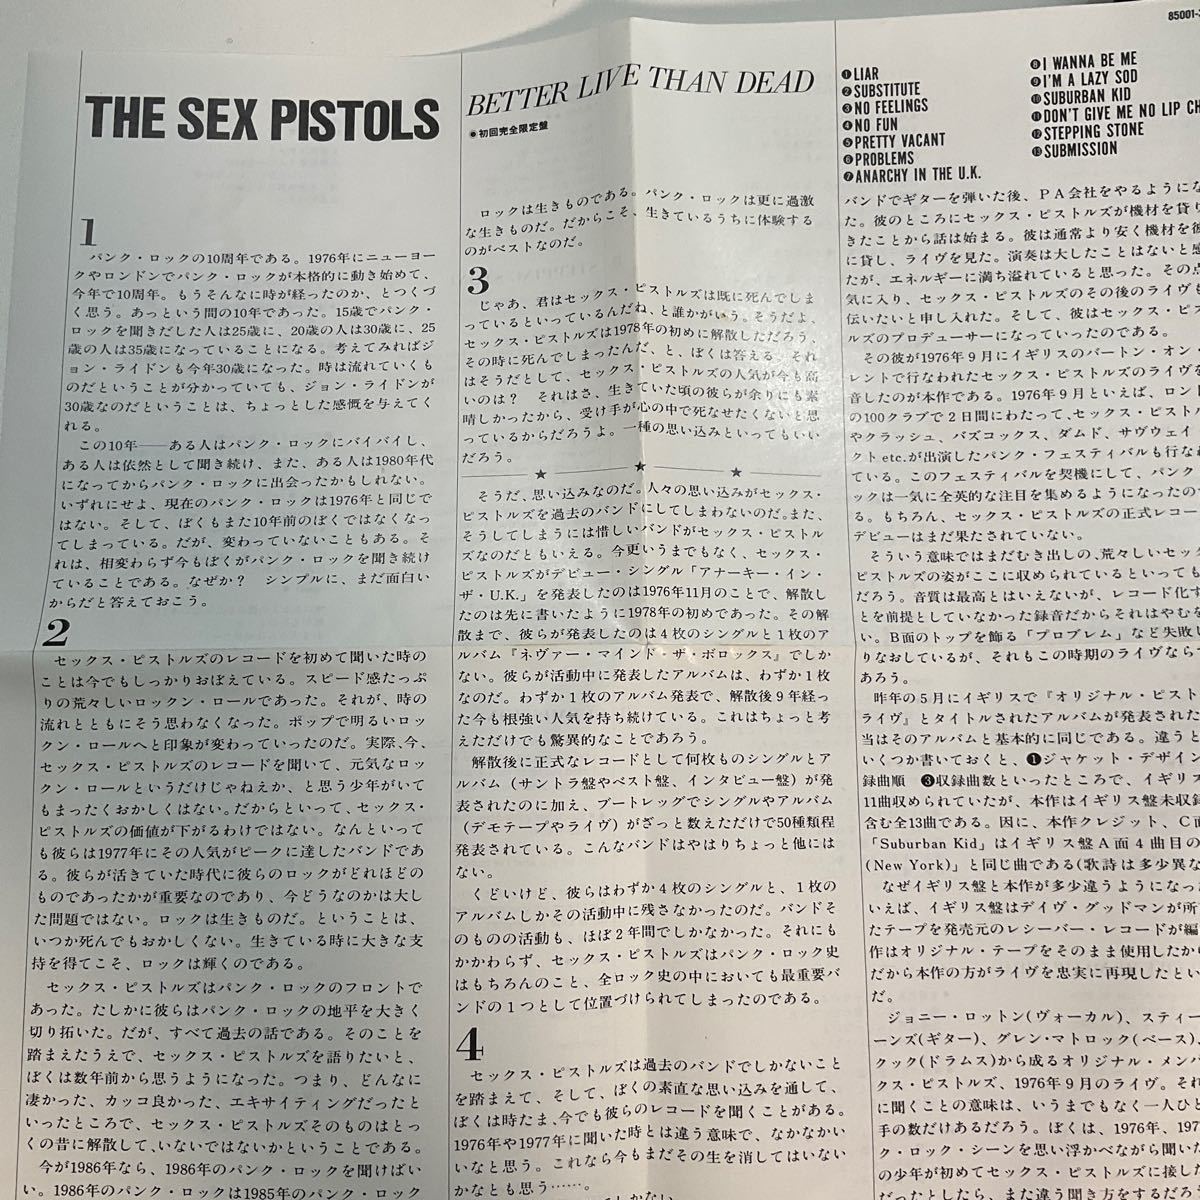 85001-
THE SEX PISTOLS
BETTER LIVE THAN DEAD
●初回完全限定盤
❶LIAR
❷SUBSTITUTE
❸NO FEELINGS
❹NO FUN
❺PRETTY VACANT
❻PROBLEMS
❼ANARCHY IN THE U.K.
❽I WANNA BE ME
❾I'M A LAZY SOD
❿SUBURBAN KID
⓫DON'T GIVE ME NO LIP CH
⓬STEPPING STONE
⓭SUBMISSION
1
パンク・ロックの10周年である。1976年にニューヨー
クやロンドンでパンク・ロックが本格的に動き始めて、
今年で10周年。もうそんなに時が経ったのか、とつくづ
く思う。あっという間の10年であった。15歳でパンク・
ロックを聞きだした人は25歳に、20歳の人は30歳に、25
歳の人は35歳になっていることになる。考えてみればジ
ョン・ライドンも今年30歳になった。時は流れていくも
のだということが分かっていても、ジョン・ライドンが
30歳なのだということは、ちょっとした感慨を与えてく
れる。
この10年――ある人はパンク・ロックにバイバイし、
ある人は依然として聞き続け、また、ある人は1980年代
になってからパンク・ロックに出会ったかもしれない。
いずれにせよ、現在のパンク・ロックは1976年と同じで
はない。そして、ぼくもまた10年前のぼくではなくなっ
てしまっている。だが、変わっていないこともある。そ
れは、相変わらず今もぼくがパンク・ロックを聞き続け
ていることである。なぜか？　シンプルに、まだ面白い
からだと答えておこう。
2
セックス・ピストルズのレコードを初めて聞いた時の
ことは今でもしっかりおぼえている。スピード感たっぷ
りの荒々しいロックン・ロールであった。それが、時の
流れとともにそう思わなくなった。ポップで明るいロッ
クン・ロールへと印象が変わっていったのだ。実際、今、
セックス・ピストルズのレコードを聞いて、元気なロッ
クン・ロールというだけじゃねえか、と思う少年がいて
もまったくおかしくはない。だからといって、セックス・
ピストルズの価値が下がるわけではない。なんといって
も彼らは1977年にその人気がピークに達したバンドであ
る。彼らが活きていた時代に彼らのロックがどれほどの
ものであったかが重要なのであり、今どうなのかは大し
た問題ではない。ロックは生きものだ。ということは、
いつか死んでもおかしくない。生きている時に大きな支
持を得てこそ、ロックは輝くのである。
セックス・ピストルズはパンク・ロックのフロントで
あった。たしかに彼らはパンク・ロックの地平を大きく
切り拓いた。だが、すべて過去の話である。そのことを
踏まえたうえで、セックス・ピストルズを語りたいと、
ぼくは数年前から思うようになった。つまり、どんなに
凄かった、カッコ良かった、エキサイティングだったと
いったところで、セックス・ピストルズそのものはとっ
くの昔に解散して、いないではないかということである。
今が1986年なら、1986年のパンク・ロックを聞けばい
い。1986年のパンク・ロックは1985年のパンク・ロック
ロックは生きものである。パンク・ロックは更に過激
な生きものだ。だからこそ、生きているうちに体験する
のがベストなのだ。
3
じゃあ、君はセックス・ピストルズは既に死んでしま
っているといっているんだね、と誰かがいう。そうだよ、
セックス・ピストルズは1978年の初めに解散しただろう、
その時に死んでしまったんだ、と、ぼくは答える。それ
はそうだとして、セックス・ピストルズの人気が今も高
いのは？　それはさ、生きていた頃の彼らが余りにも素
晴しかったから、受け手が心の中で死なせたくないと思
っているからだろうよ。一種の思い込みといってもいい
だろう。
★ ★ ★
そうだ、思い込みなのだ。人々の思い込みがセックス・
ピストルズを過去のバンドにしてしまわないのだ。また、
そうしてしまうには惜しいバンドがセックス・ピストル
ズなのだともいえる。今更いうまでもなく、セックス・
ピストルズがデビュー・シングル「アナーキー・イン・
ザ・U.K.」を発表したのは1976年11月のことで、解散し
たのは先に書いたように1978年の初めであった。その解
散まで、彼らが発表したのは4枚のシングルと1枚のア
ルバム『ネヴァー・マインド・ザ・ボロックス』でしか
ない。彼らが活動中に発表したアルバムは、わずか1枚
なのだ。わずか1枚のアルバム発表で、解散後9年経っ
た今も根強い人気を持ち続けている。これはちょっと考
えただけでも驚異的なことであろう。
解散後に正式なレコードとして何枚ものシングルとア
ルバム（サントラ盤やベスト盤、インタビュー盤）が発
表されたのに加え、ブートレッグでシングルやアルバム
（デモテープやライヴ）がざっと数えただけで50種類程
発表されている。こんなバンドはやはりちょっと他には
ない。
くどいけど、彼らはわずか4枚のシングルと、1枚の
アルバムしかその活動中に残さなかったのだ。バンドそ
のものの活動も、ほぼ2年間でしかなかった。それにも
かかわらず、セックス・ピストルズはパンク・ロック史
はもちろんのこと、全ロック史の中においても最重要バ
ンドの1つとして位置づけられてしまったのである。
4
セックス・ピストルズは過去のバンドでしかないこと
を踏まえて、そして、ぼくの素直な思い込みを通して、
ぼくは時たま、今でも彼らのレコードを聞くことがある。
1976年や1977年に聞いた時とは違う意味で、なかなかい
いなと思う。これなら今もまだその生を消してはいない
かなとも思う……。
バンドでギターを弾いた後、PA会社をやるようにな
た。彼のところにセックス・ピストルズが機材を貸り
きたことから話は始まる。彼は通常より安く機材を彼
に貸し、ライヴを見た。演奏は大したことはないと感
たが、エネルギーに満ち溢れていると思った。その点
気に入り、セックス・ピストルズのその後のライヴも
伝いたいと申し入れた。そして、彼はセックス・ピス
ルズのプロデューサーになっていったのである。
その彼が1976年9月にイギリスのバートン・オン・
レントで行なわれたセックス・ピストルズのライヴを
音したのが本作である。1976年9月といえば、ロンド
の100クラブで2日間にわたって、セックス・ピストル
やクラッシュ、バズコックス、ダムド、サヴウェイ
クトetc.が出演したパンク・フェスティバルも行なわ
ている。このフェスティバルを契機にして、パンク
ックは一気に全英的な注目を集めるようになったので
る。もちろん、セックス・ピストルズの正式レコー
デビューはまだ果たされていない。
そういう意味ではまだむき出しの、荒々しいセック
ピストルズの姿がここに収められているといっても
だろう。音質は最高とはいえないが、レコード化す
とを前提としていなかった録音だからそれはやむを
い。B面のトップを飾る「プロブレム」など失敗し
りなおしているが、それもこの時期のライヴならで
あろう。
昨年の5月にイギリスで『オリジナル・ピスト
ライヴ』とタイトルされたアルバムが発表された
当はそのアルバムと基本的に同じである。違うと
いくつか書いておくと、❶ジャケット・デザイン
録曲順　❸収録曲数といったところで、イギリス
11曲収められていたが、本作はイギリス盤未収録
含む全13曲である。因に、本作クレジット、C面
「Suburban Kid」はイギリス盤A面4曲目の
(New York)」と同じ曲である(歌詩は多少異な
なぜイギリス盤と本作が多少違うようになっ
いえば、イギリス盤はデイヴ・グッドマンが所
たテープを発売元のレシーバー・レコードが編
作はオリジナル・テープをそのまま使用したから
だから本作の方がライヴを忠実に再現したとい
だ。
ジョニー・ロットン(ヴォーカル)、スティー
ーンズ(ギター)、グレン・マトロック(ベース)、
クック(ドラムス)から成るオリジナル・メンバ
クス・ピストルズ、1976年9月のライヴ。それ
に聞くことの意味は、いうまでもなく一人ひと
手の数だけあるだろう。ぼくは、1976年、197
ク・ロック・シーンを思い浮かべながら聞いた
の少年が初めてセックス・ピストルズに接した
だったとしたら、また違う聞き方をするだろ